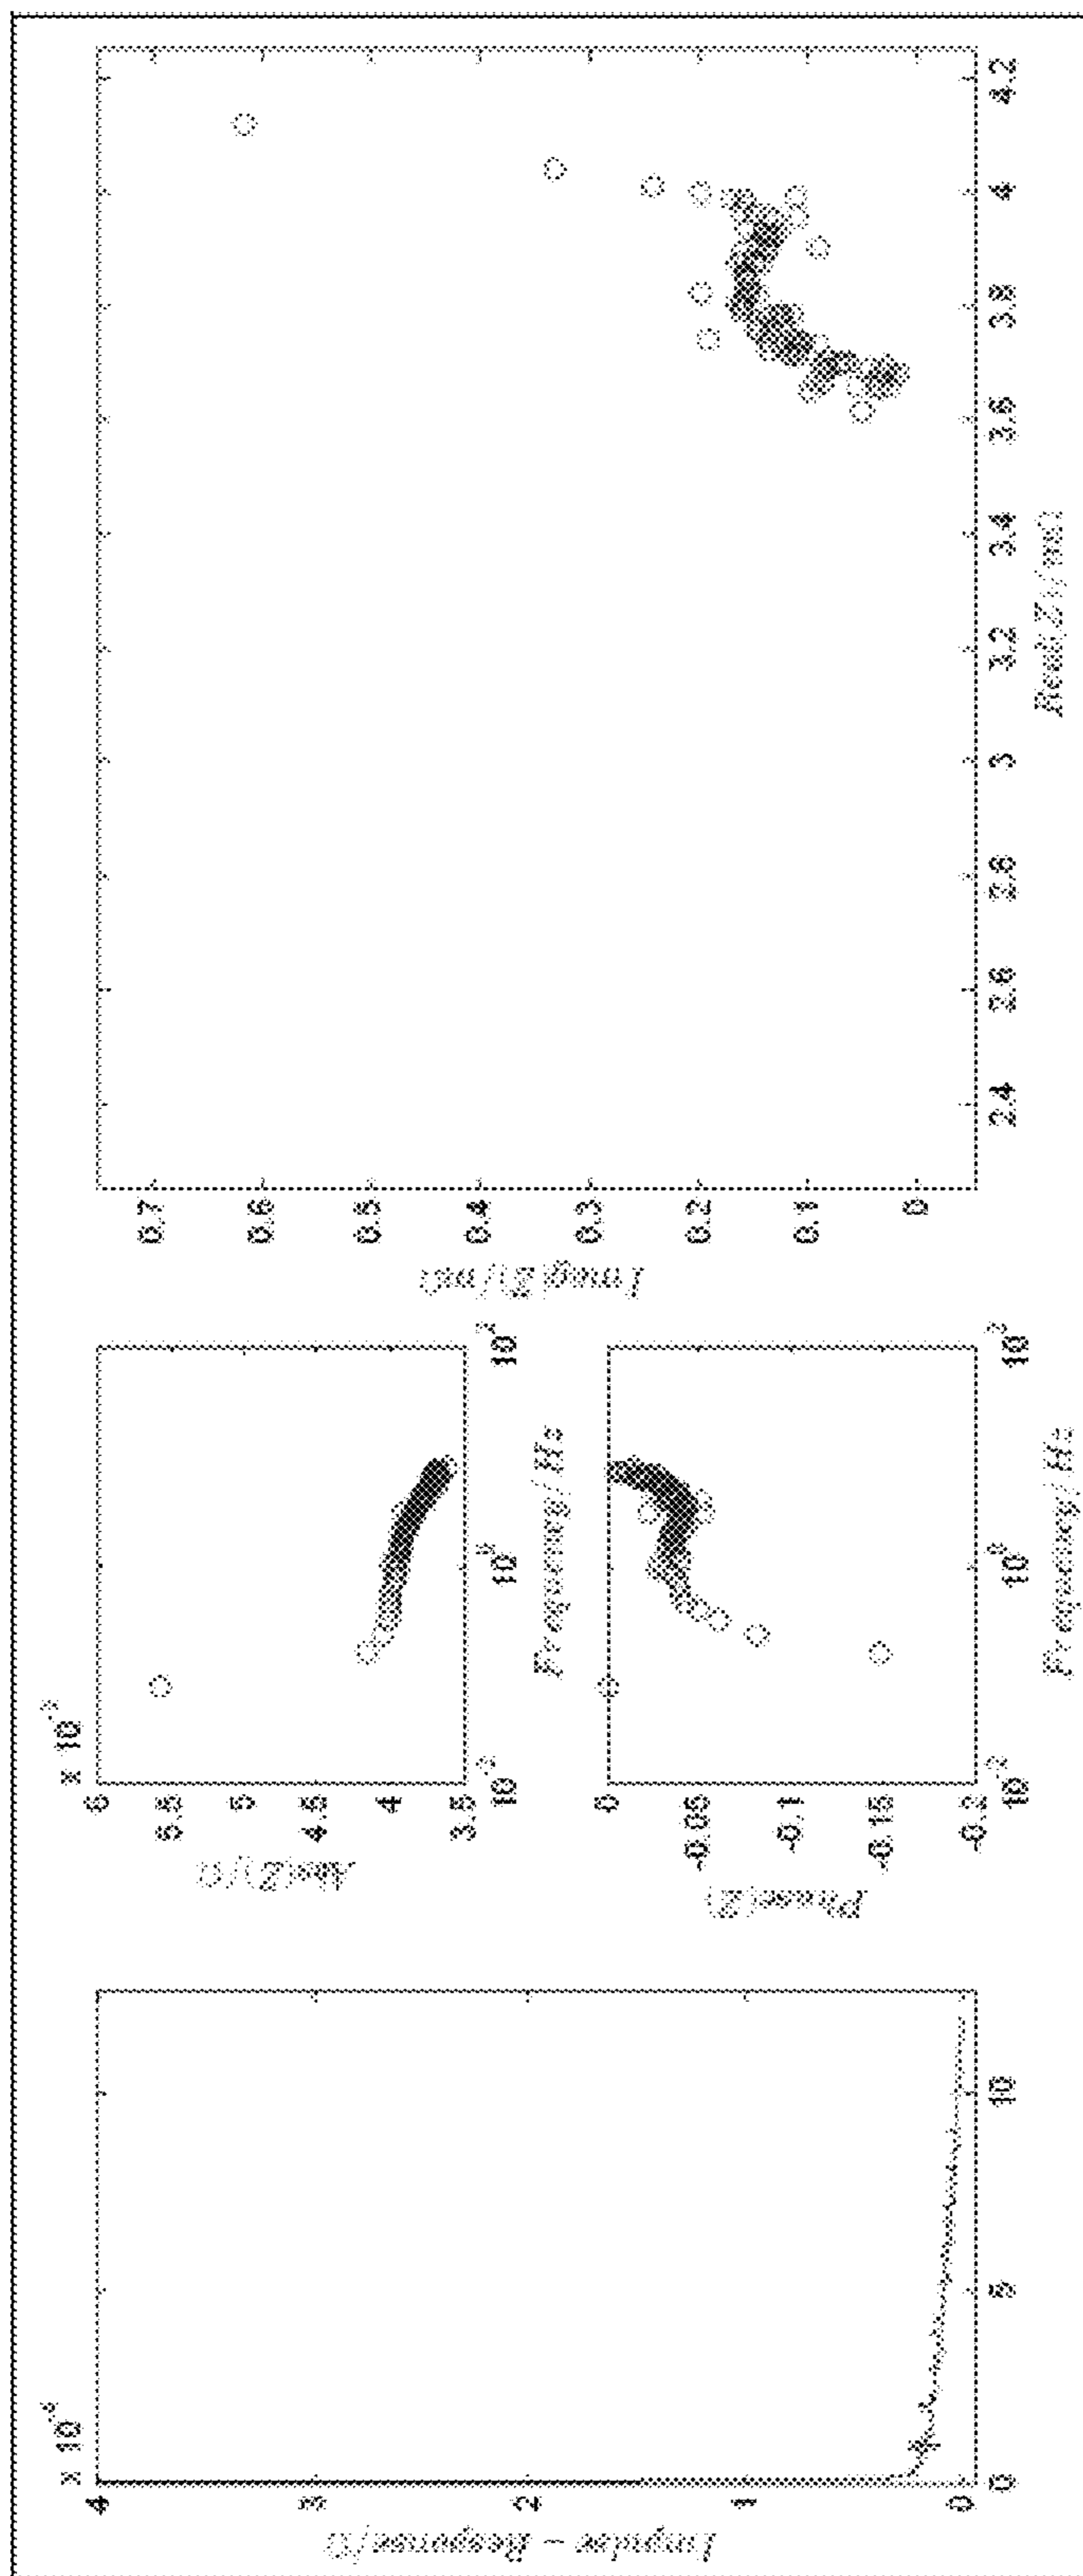 4
3
2
1
0
0 5 10
Impulse - Response/Ω
x 10⁻³
6
5.5
5
4.5
4
3.5
10⁻² 10⁰ 10²
Abs(Z)/Ω
Frequency/Hz
0
-0.05
-0.1
-0.15
-0.2
10⁻² 10⁰ 10²
Phase(Z)
Frequency/Hz
0.7
0.6
0.5
0.4
0.3
0.2
0.1
0
2.4 2.6 2.8 3 3.2 3.4 3.6 3.8 4 4.2
Imag(Z)/mΩ
Real(Z)/mΩ